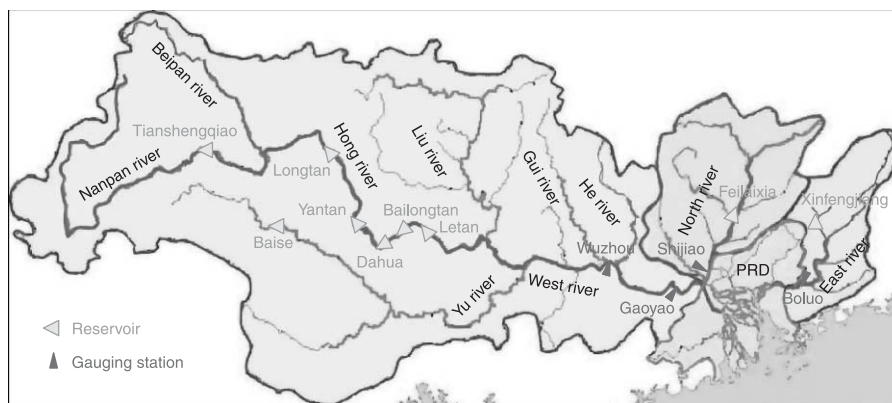 Beipan river
Tianshengqiao
Nanpan river
Longtan
Hong river
Liu river
Gui river
He river
North river
Feilaixia
Xinfengjiang
Yantan
Bailongtan
Letan
Baise
Dahua
Wuzhou
Shijiao
PRD
East river
Yu river
West river
Gaoyao
Boluo
Reservoir
Gauging station